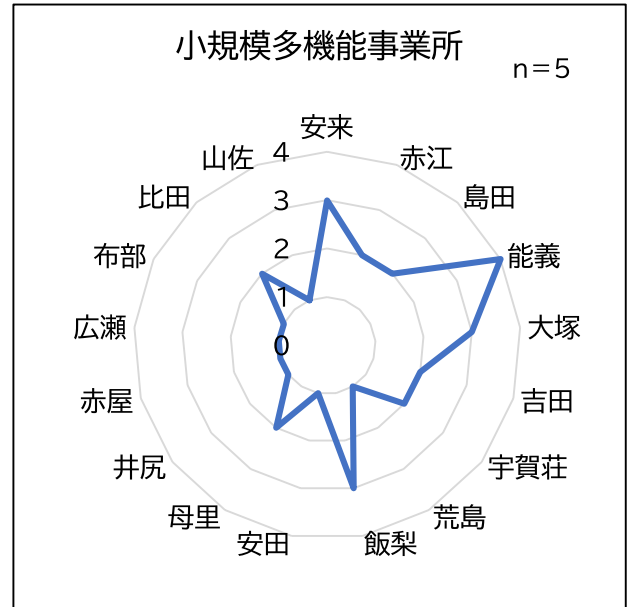 小規模多機能事業所
n＝5
安来
赤江
島田
能義
大塚
吉田
宇賀荘
荒島
飯梨
安田
母里
井尻
赤屋
広瀬
布部
比田
山佐
4
3
2
1
0